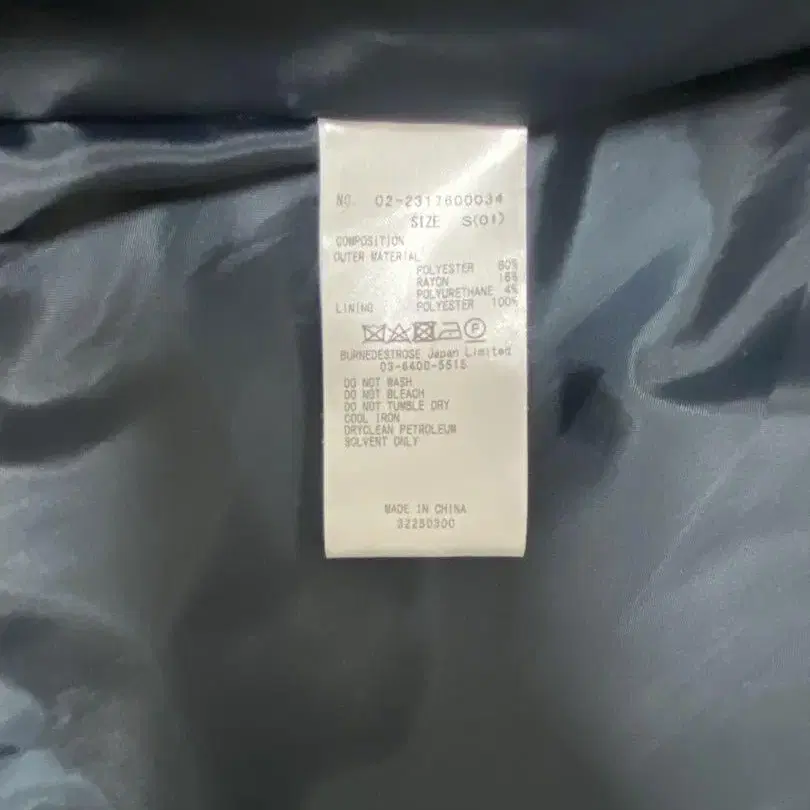 NO. 02-2317600034
SIZE S(01)
COMPOSITION
OUTER MATERIAL
POLYESTER 80%
RAYON 16%
POLYURETHANE 4%
LINING POLYESTER 100%
BURNEDESTROSE Japan Limited
03-6400-5515
DO NOT WASH
DO NOT BLEACH
DO NOT TUMBLE DRY
COOL IRON
DRYCLEAN PETROLEUM
SOLVENT ONLY
MADE IN CHINA
32250300